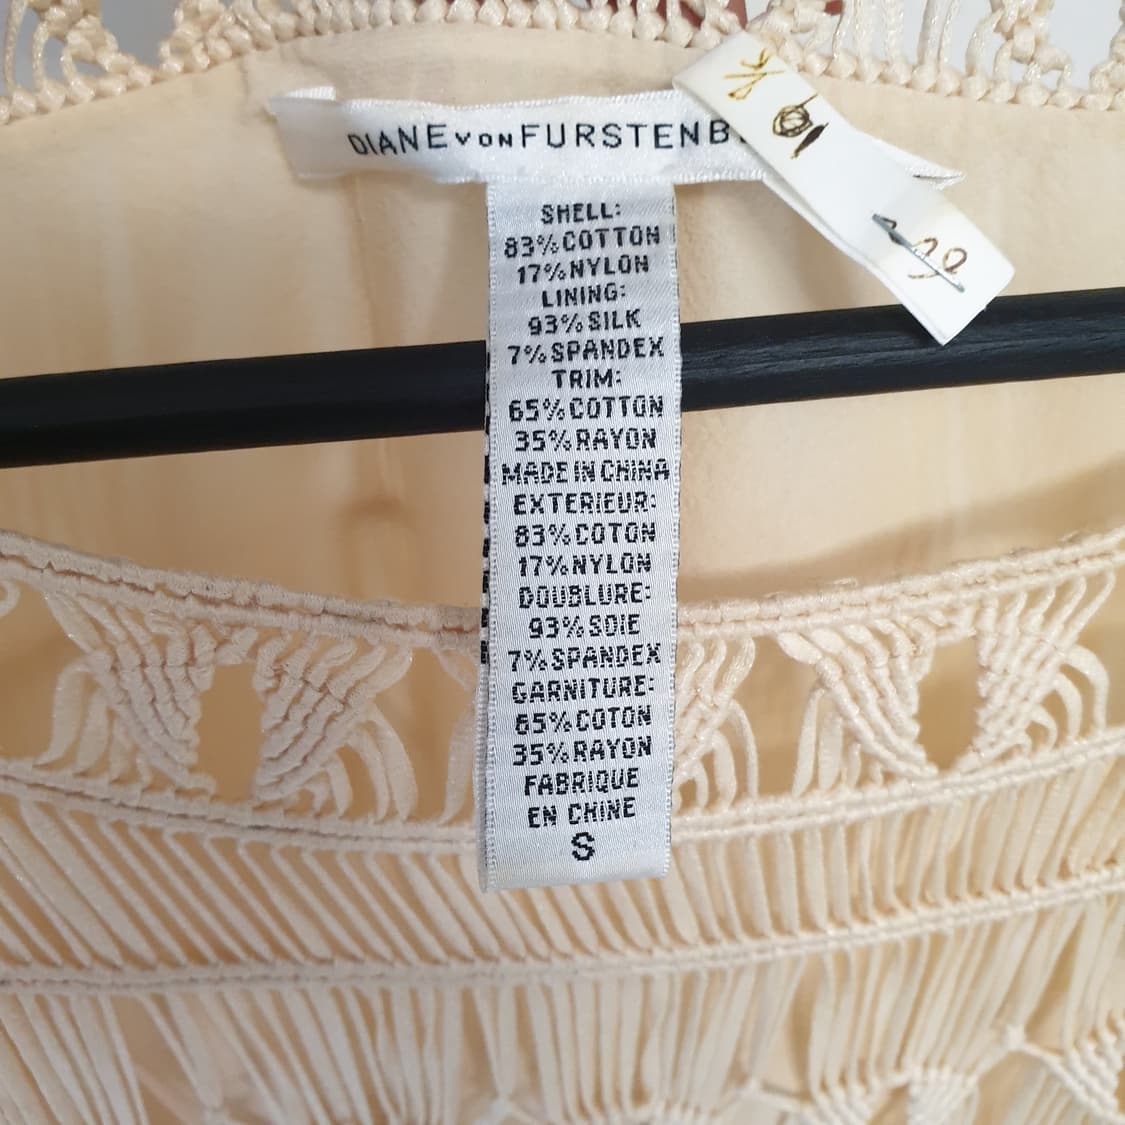 DIANE VON FURSTENB
SHELL:
83% COTTON
17% NYLON
LINING:
93% SILK
7% SPANDEX
TRIM:
65% COTTON
35% RAYON
MADE IN CHINA
EXTERIEUR:
83% COTON
17% NYLON
DOUBLURE:
93% SOIE
7% SPANDEX
GARNITURE:
65% COTON
35% RAYON
FABRIQUE
EN CHINE
S